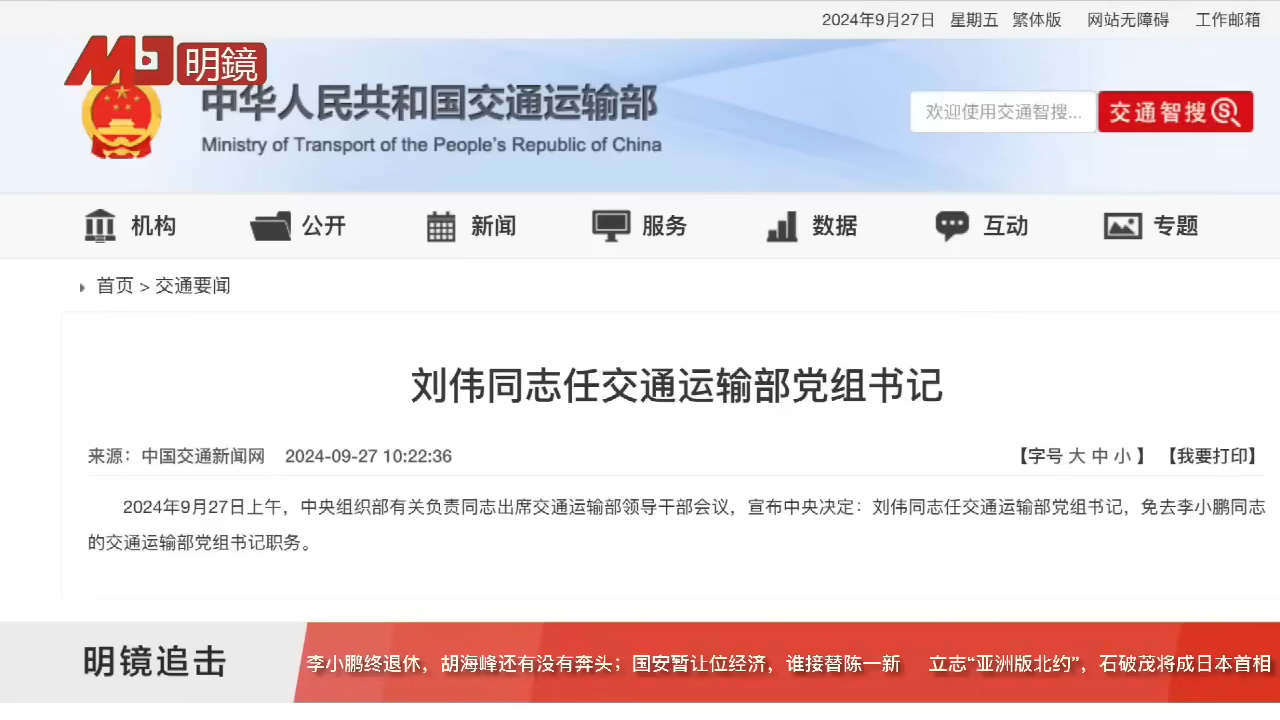 2024年9月27日 星期五 繁体版 网站无障碍 工作邮箱
明鏡
中华人民共和国交通运输部
Ministry of Transport of the People's Republic of China
欢迎使用交通智搜... 交通智搜
机构 公开 新闻 服务 数据 互动 专题
首页 > 交通要闻
刘伟同志任交通运输部党组书记
来源：中国交通新闻网 2024-09-27 10:22:36 【字号 大 中 小 】 【我要打印】
2024年9月27日上午，中央组织部有关负责同志出席交通运输部领导干部会议，宣布中央决定：刘伟同志任交通运输部党组书记，免去李小鹏同志
的交通运输部党组书记职务。
明镜追击 李小鹏终退休，胡海峰还有没有奔头；国安暂让位经济，谁接替陈一新 立志“亚洲版北约”，石破茂将成日本首相